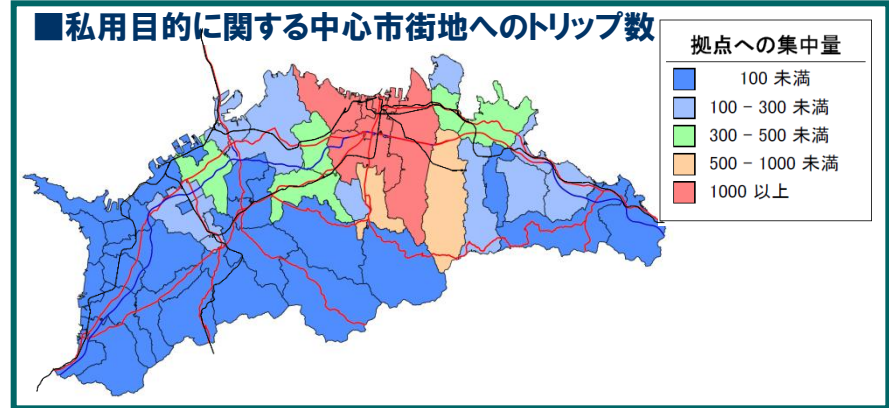 ■私用目的に関する中心市街地へのトリップ数
拠点への集中量
100 未満
100 - 300 未満
300 - 500 未満
500 - 1000 未満
1000 以上